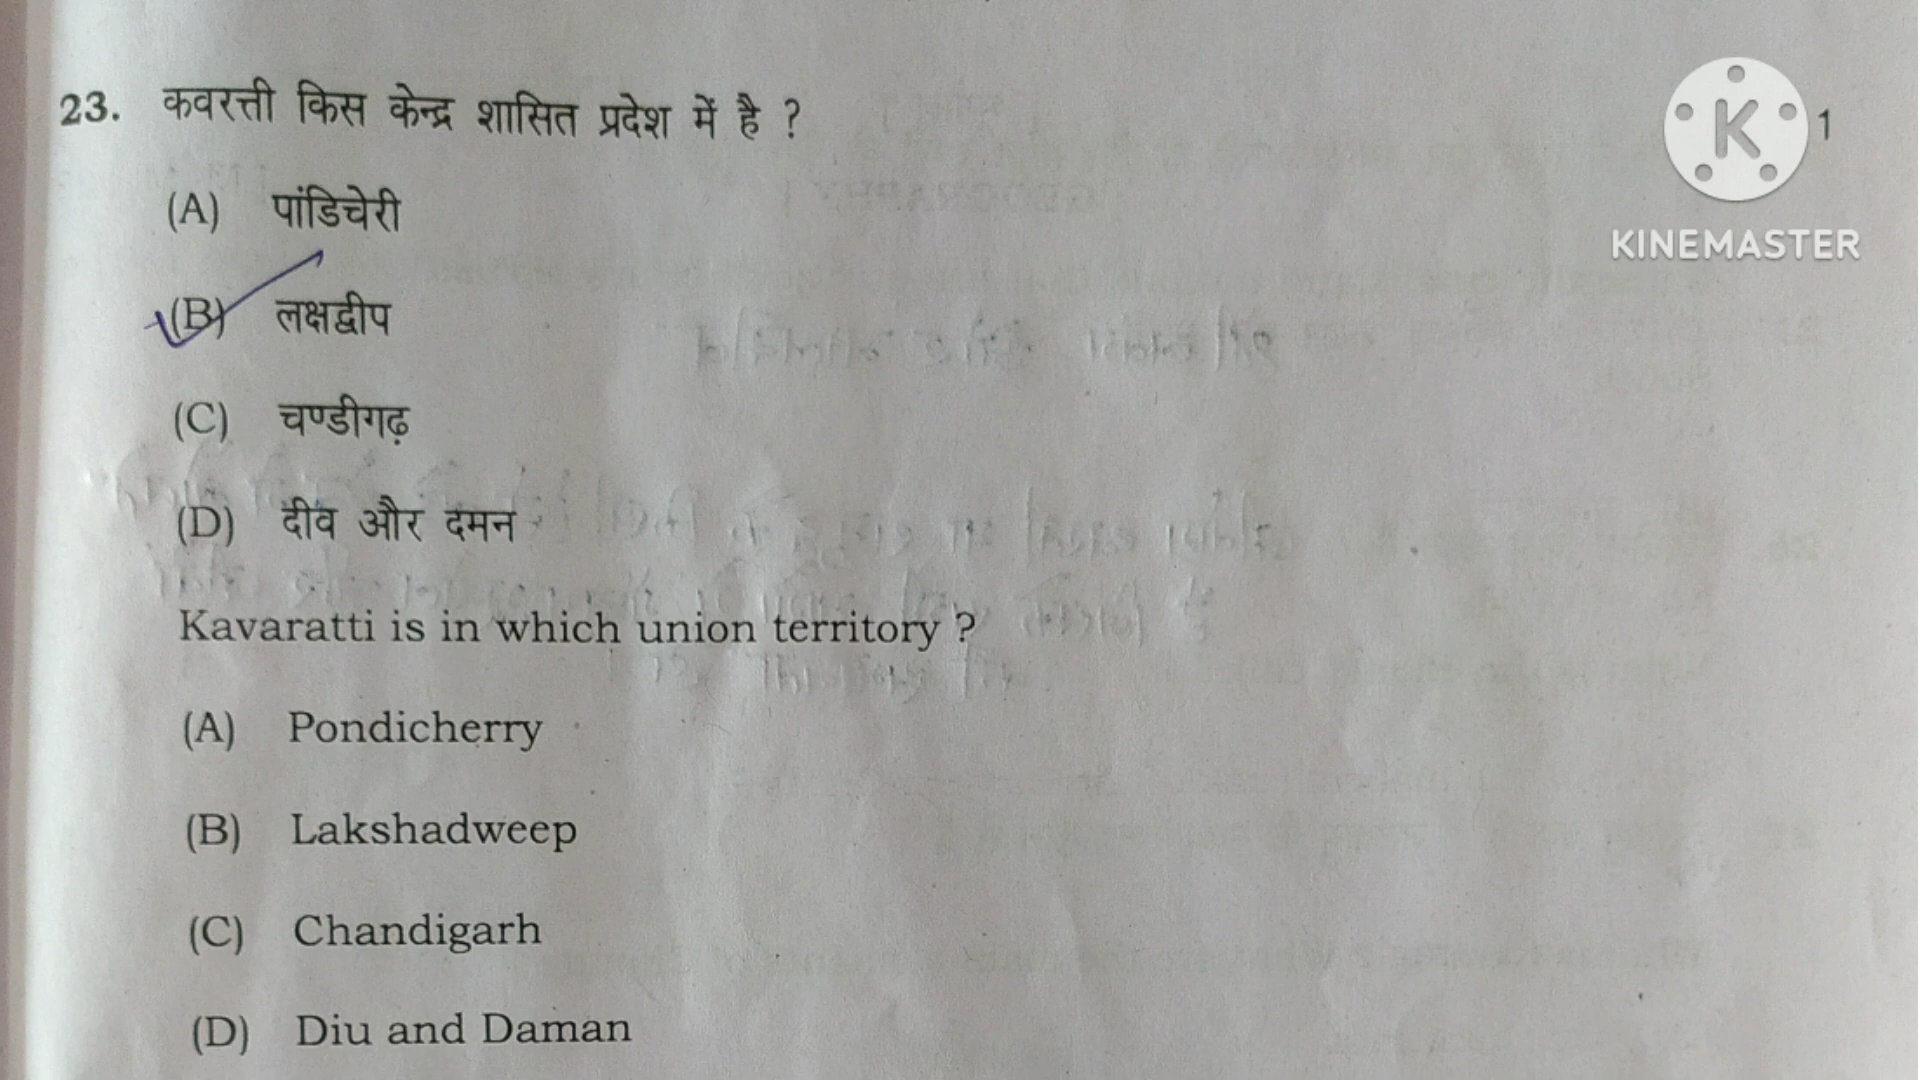 23. कवरत्ती किस केन्द्र शासित प्रदेश में है ? 1
K
KINEMASTER
(A) पांडिचेरी
(B) लक्षद्वीप
(C) चण्डीगढ़
(D) दीव और दमन
Kavaratti is in which union territory ?
(A) Pondicherry
(B) Lakshadweep
(C) Chandigarh
(D) Diu and Daman